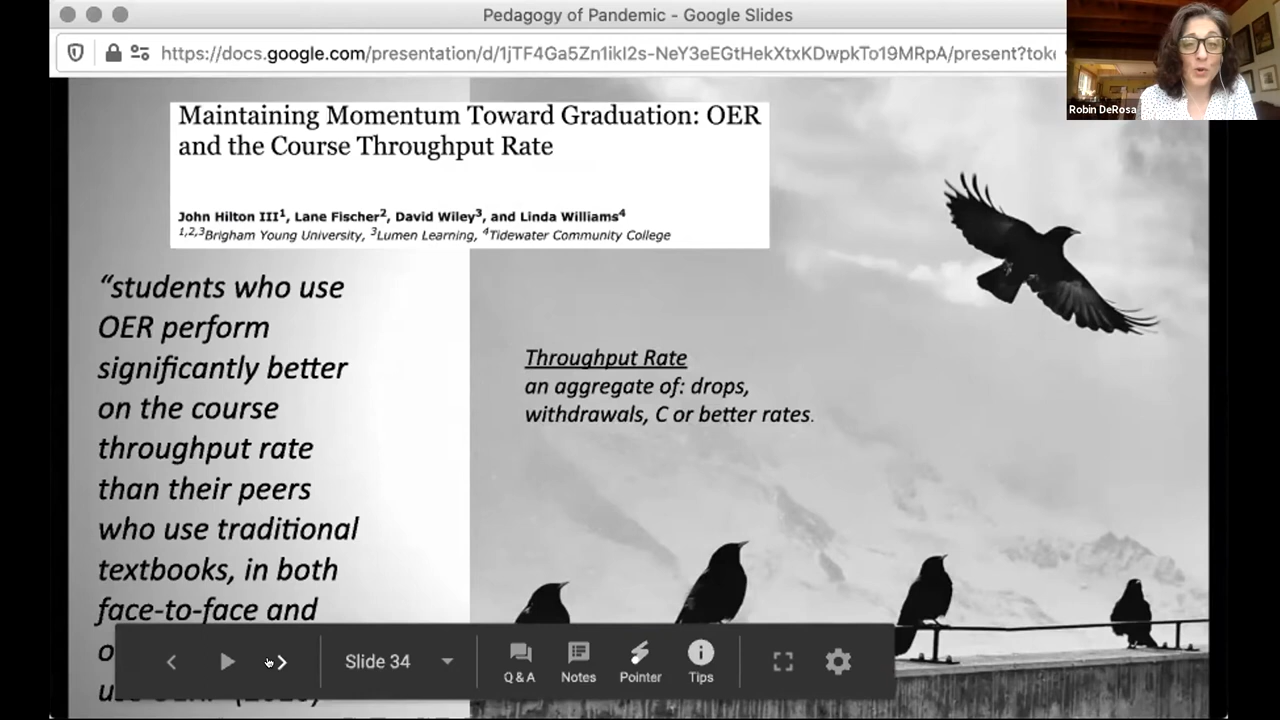 Pedagogy of Pandemic - Google Slides
https://docs.google.com/presentation/d/1jTF4Ga5Zn1ikI2s-NeY3eEGtHekXtxKDwpkTo19MRpA/present?toke
Robin DeRosa
Maintaining Momentum Toward Graduation: OER
and the Course Throughput Rate
John Hilton III1, Lane Fischer2, David Wiley3, and Linda Williams4
1,2,3Brigham Young University, 3Lumen Learning, 4Tidewater Community College
“students who use
OER perform
significantly better
on the course
throughput rate
than their peers
who use traditional
textbooks, in both
face-to-face and
Throughput Rate
an aggregate of: drops,
withdrawals, C or better rates.
Slide 34
Q & A
Notes
Pointer
Tips